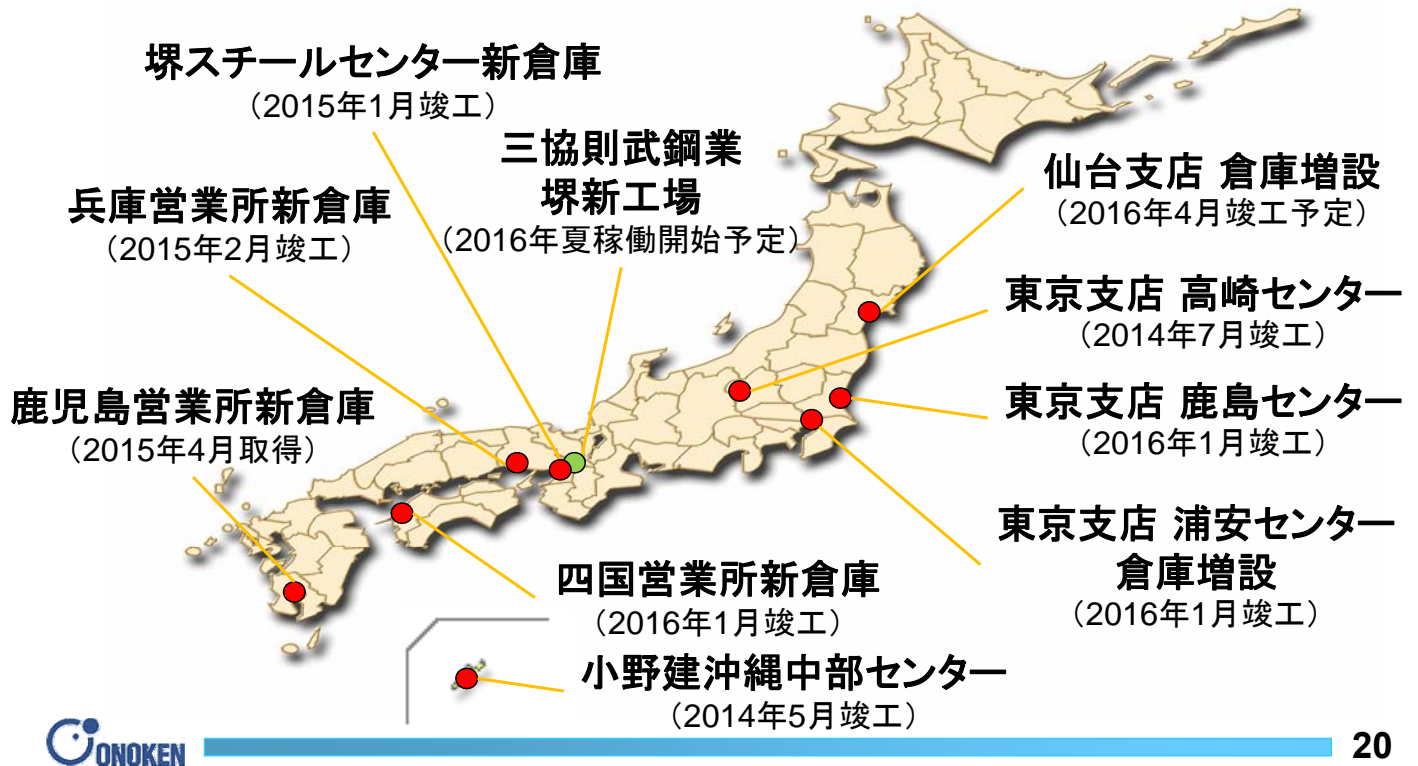 堺スチールセンター新倉庫
（2015年1月竣工）
三協則武鋼業
堺新工場
（2016年夏稼働開始予定）
兵庫営業所新倉庫
（2015年2月竣工）
鹿児島営業所新倉庫
（2015年4月取得）
仙台支店 倉庫増設
（2016年4月竣工予定）
東京支店 高崎センター
（2014年7月竣工）
東京支店 鹿島センター
（2016年1月竣工）
東京支店 浦安センター
倉庫増設
（2016年1月竣工）
四国営業所新倉庫
（2016年1月竣工）
小野建沖縄中部センター
（2014年5月竣工）
ONOKEN
20